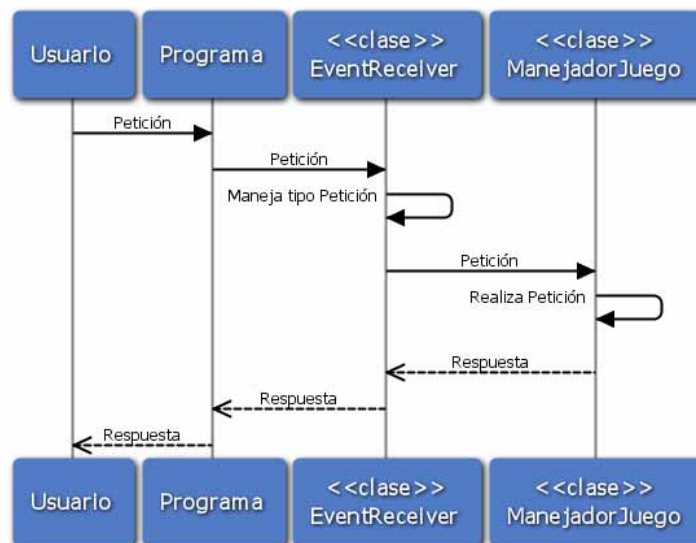 Usuario
Programa
<<clase>>
EventReceiver
<<clase>>
ManejadorJuego
Petición
Petición
Maneja tipo Petición
Petición
Realiza Petición
Respuesta
Respuesta
Respuesta
Usuario
Programa
<<clase>>
EventReceiver
<<clase>>
ManejadorJuego